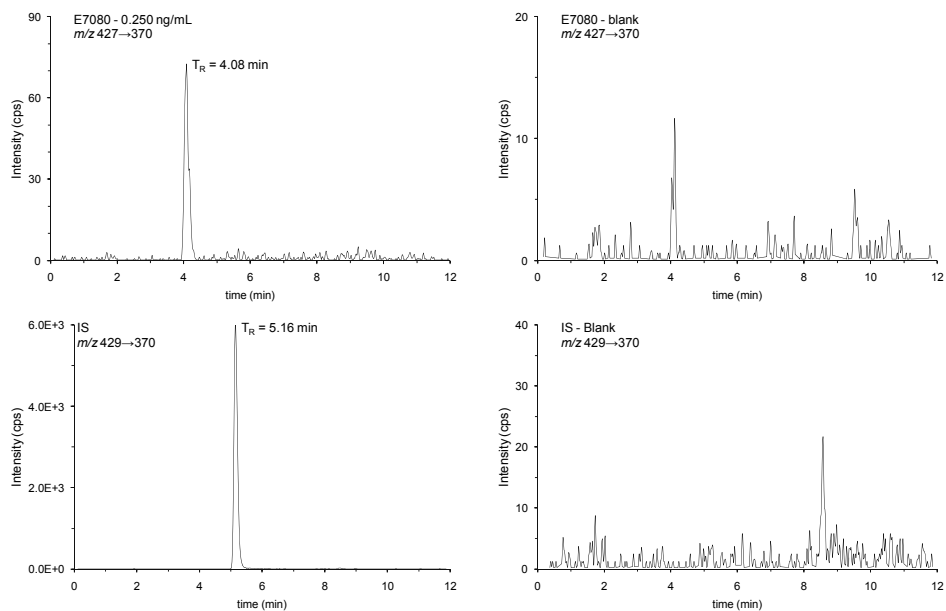 E7080 - 0.250 ng/mL
m/z 427→370
TR = 4.08 min
Intensity (cps)
90
60
30
0
0 2 4 6 8 10 12
time (min)
E7080 - blank
m/z 427→370
Intensity (cps)
20
10
0
0 2 4 6 8 10 12
time (min)
IS
m/z 429→370
TR = 5.16 min
Intensity (cps)
6.0E+3
4.0E+3
2.0E+3
0.0E+0
0 2 4 6 8 10 12
time (min)
IS - Blank
m/z 429→370
Intensity (cps)
40
30
20
10
0
0 2 4 6 8 10 12
time (min)